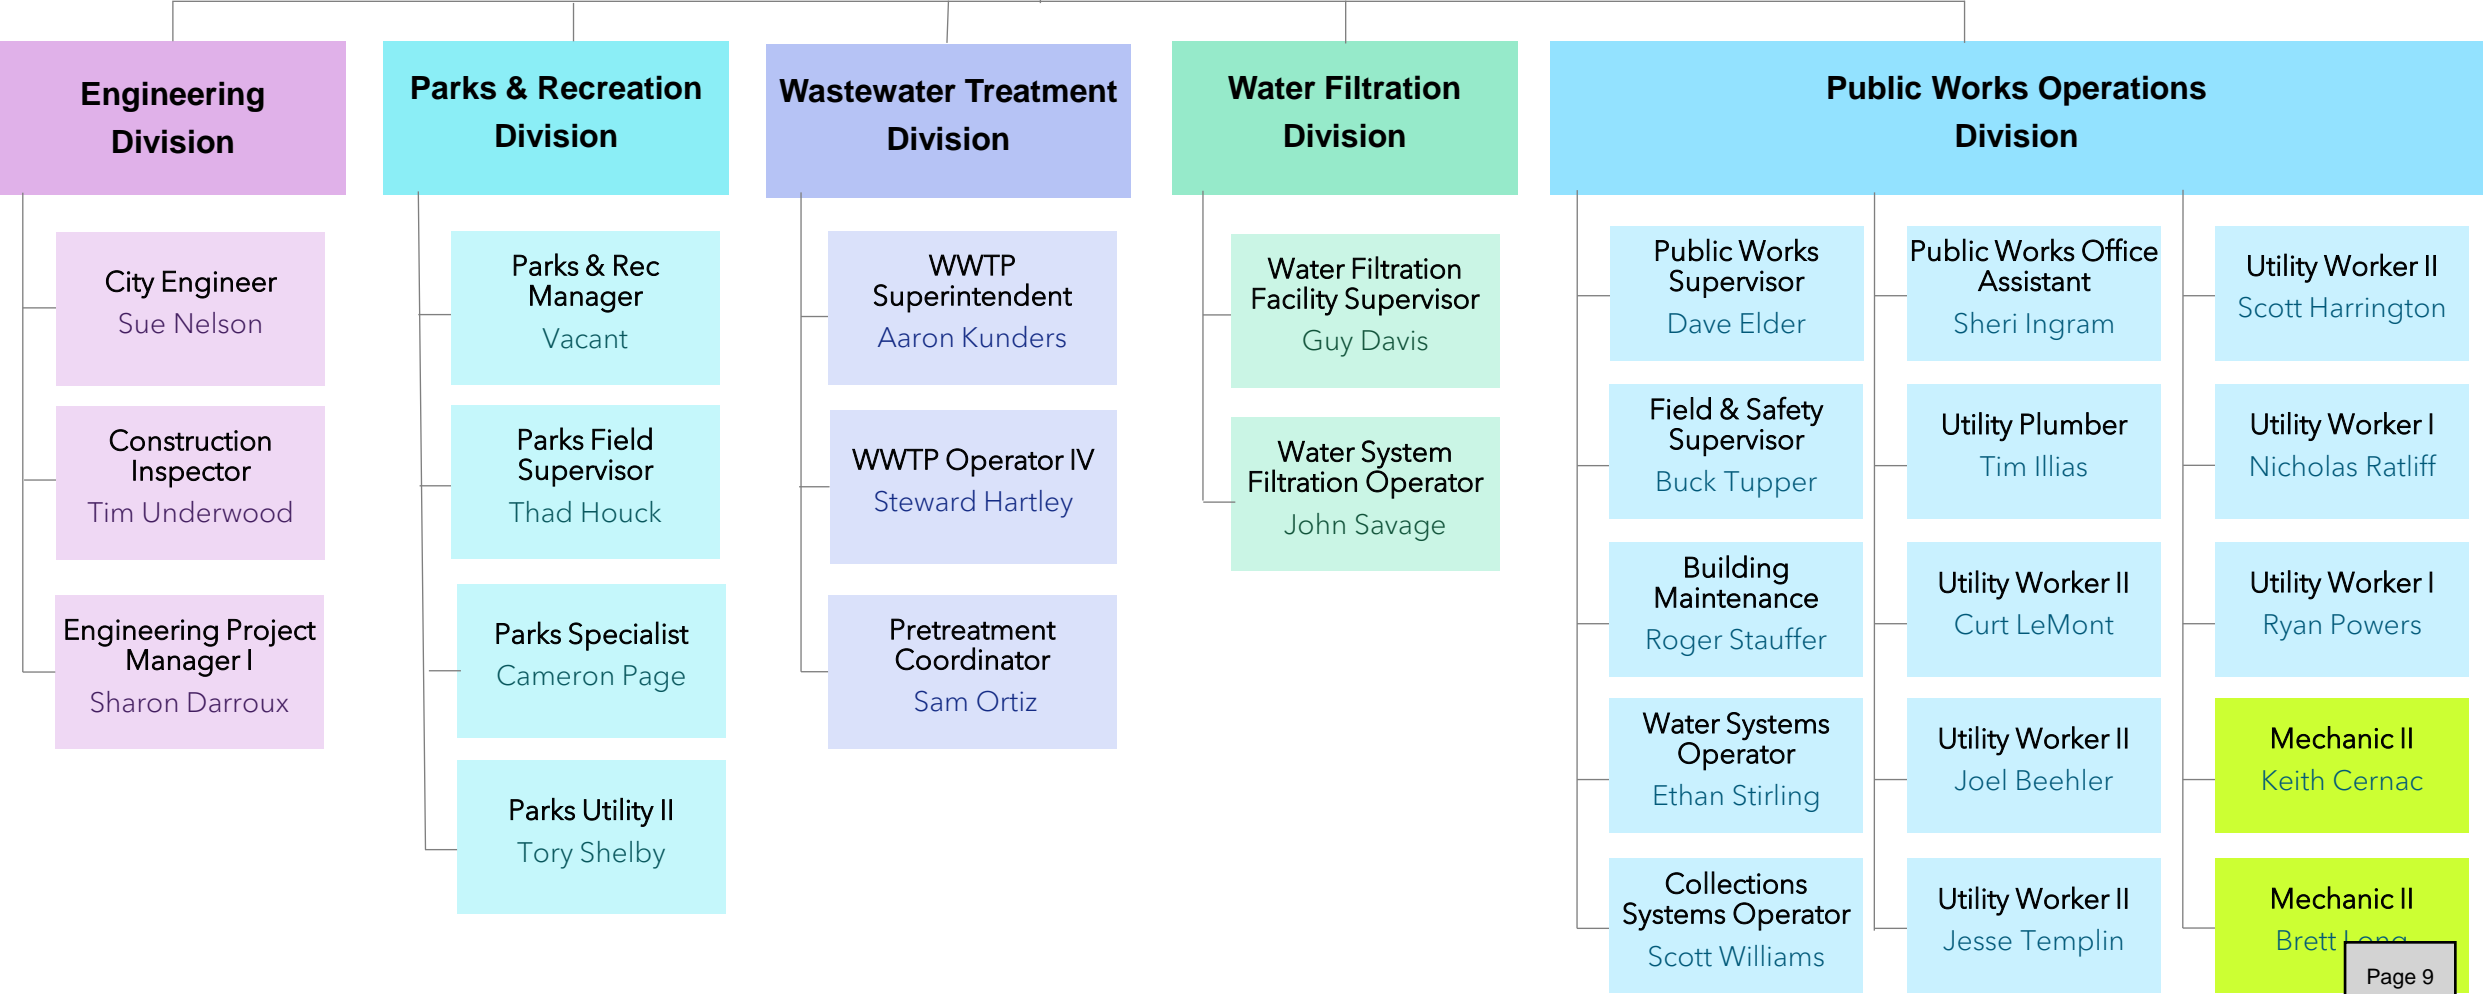 Engineering
Division
City Engineer
Sue Nelson
Construction
Inspector
Tim Underwood
Engineering Project
Manager I
Sharon Darroux
Parks & Recreation
Division
Parks & Rec
Manager
Vacant
Parks Field
Supervisor
Thad Houck
Parks Specialist
Cameron Page
Parks Utility II
Tory Shelby
Wastewater Treatment
Division
WWTP
Superintendent
Aaron Kunders
WWTP Operator IV
Steward Hartley
Pretreatment
Coordinator
Sam Ortiz
Water Filtration
Division
Water Filtration
Facility Supervisor
Guy Davis
Water System
Filtration Operator
John Savage
Public Works Operations
Division
Public Works
Supervisor
Dave Elder
Field & Safety
Supervisor
Buck Tupper
Building
Maintenance
Roger Stauffer
Water Systems
Operator
Ethan Stirling
Collections
Systems Operator
Scott Williams
Public Works Office
Assistant
Sheri Ingram
Utility Plumber
Tim Illias
Utility Worker II
Curt LeMont
Utility Worker II
Joel Beehler
Utility Worker II
Jesse Templin
Utility Worker II
Scott Harrington
Utility Worker I
Nicholas Ratliff
Utility Worker I
Ryan Powers
Mechanic II
Keith Cernac
Mechanic II
Brett Long
Page 9